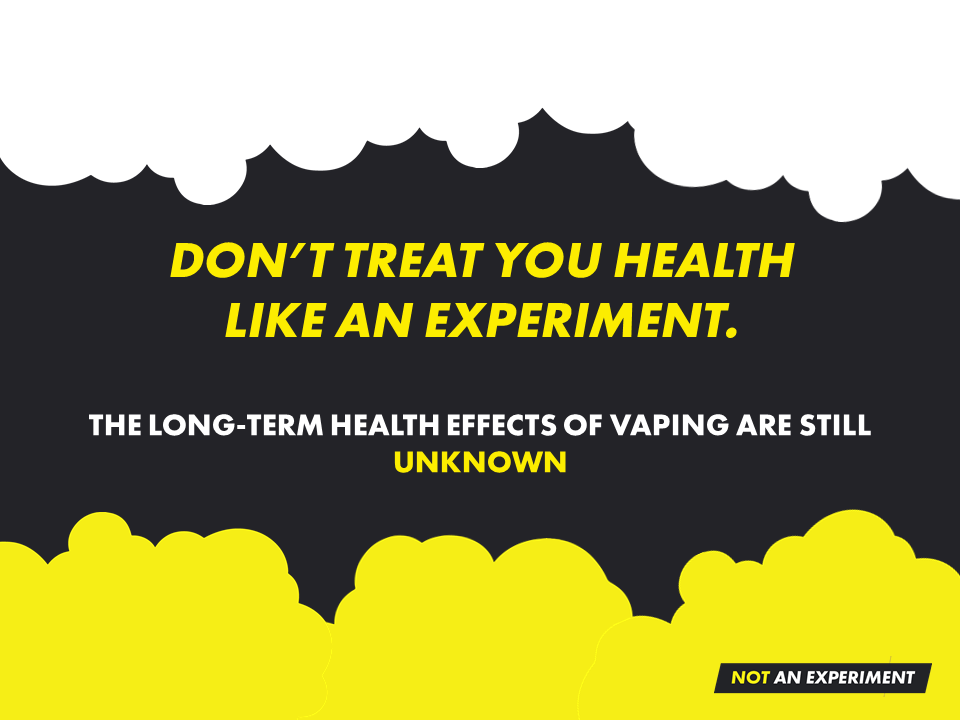 DON’T TREAT YOU HEALTH
LIKE AN EXPERIMENT.
THE LONG-TERM HEALTH EFFECTS OF VAPING ARE STILL
UNKNOWN
NOT AN EXPERIMENT